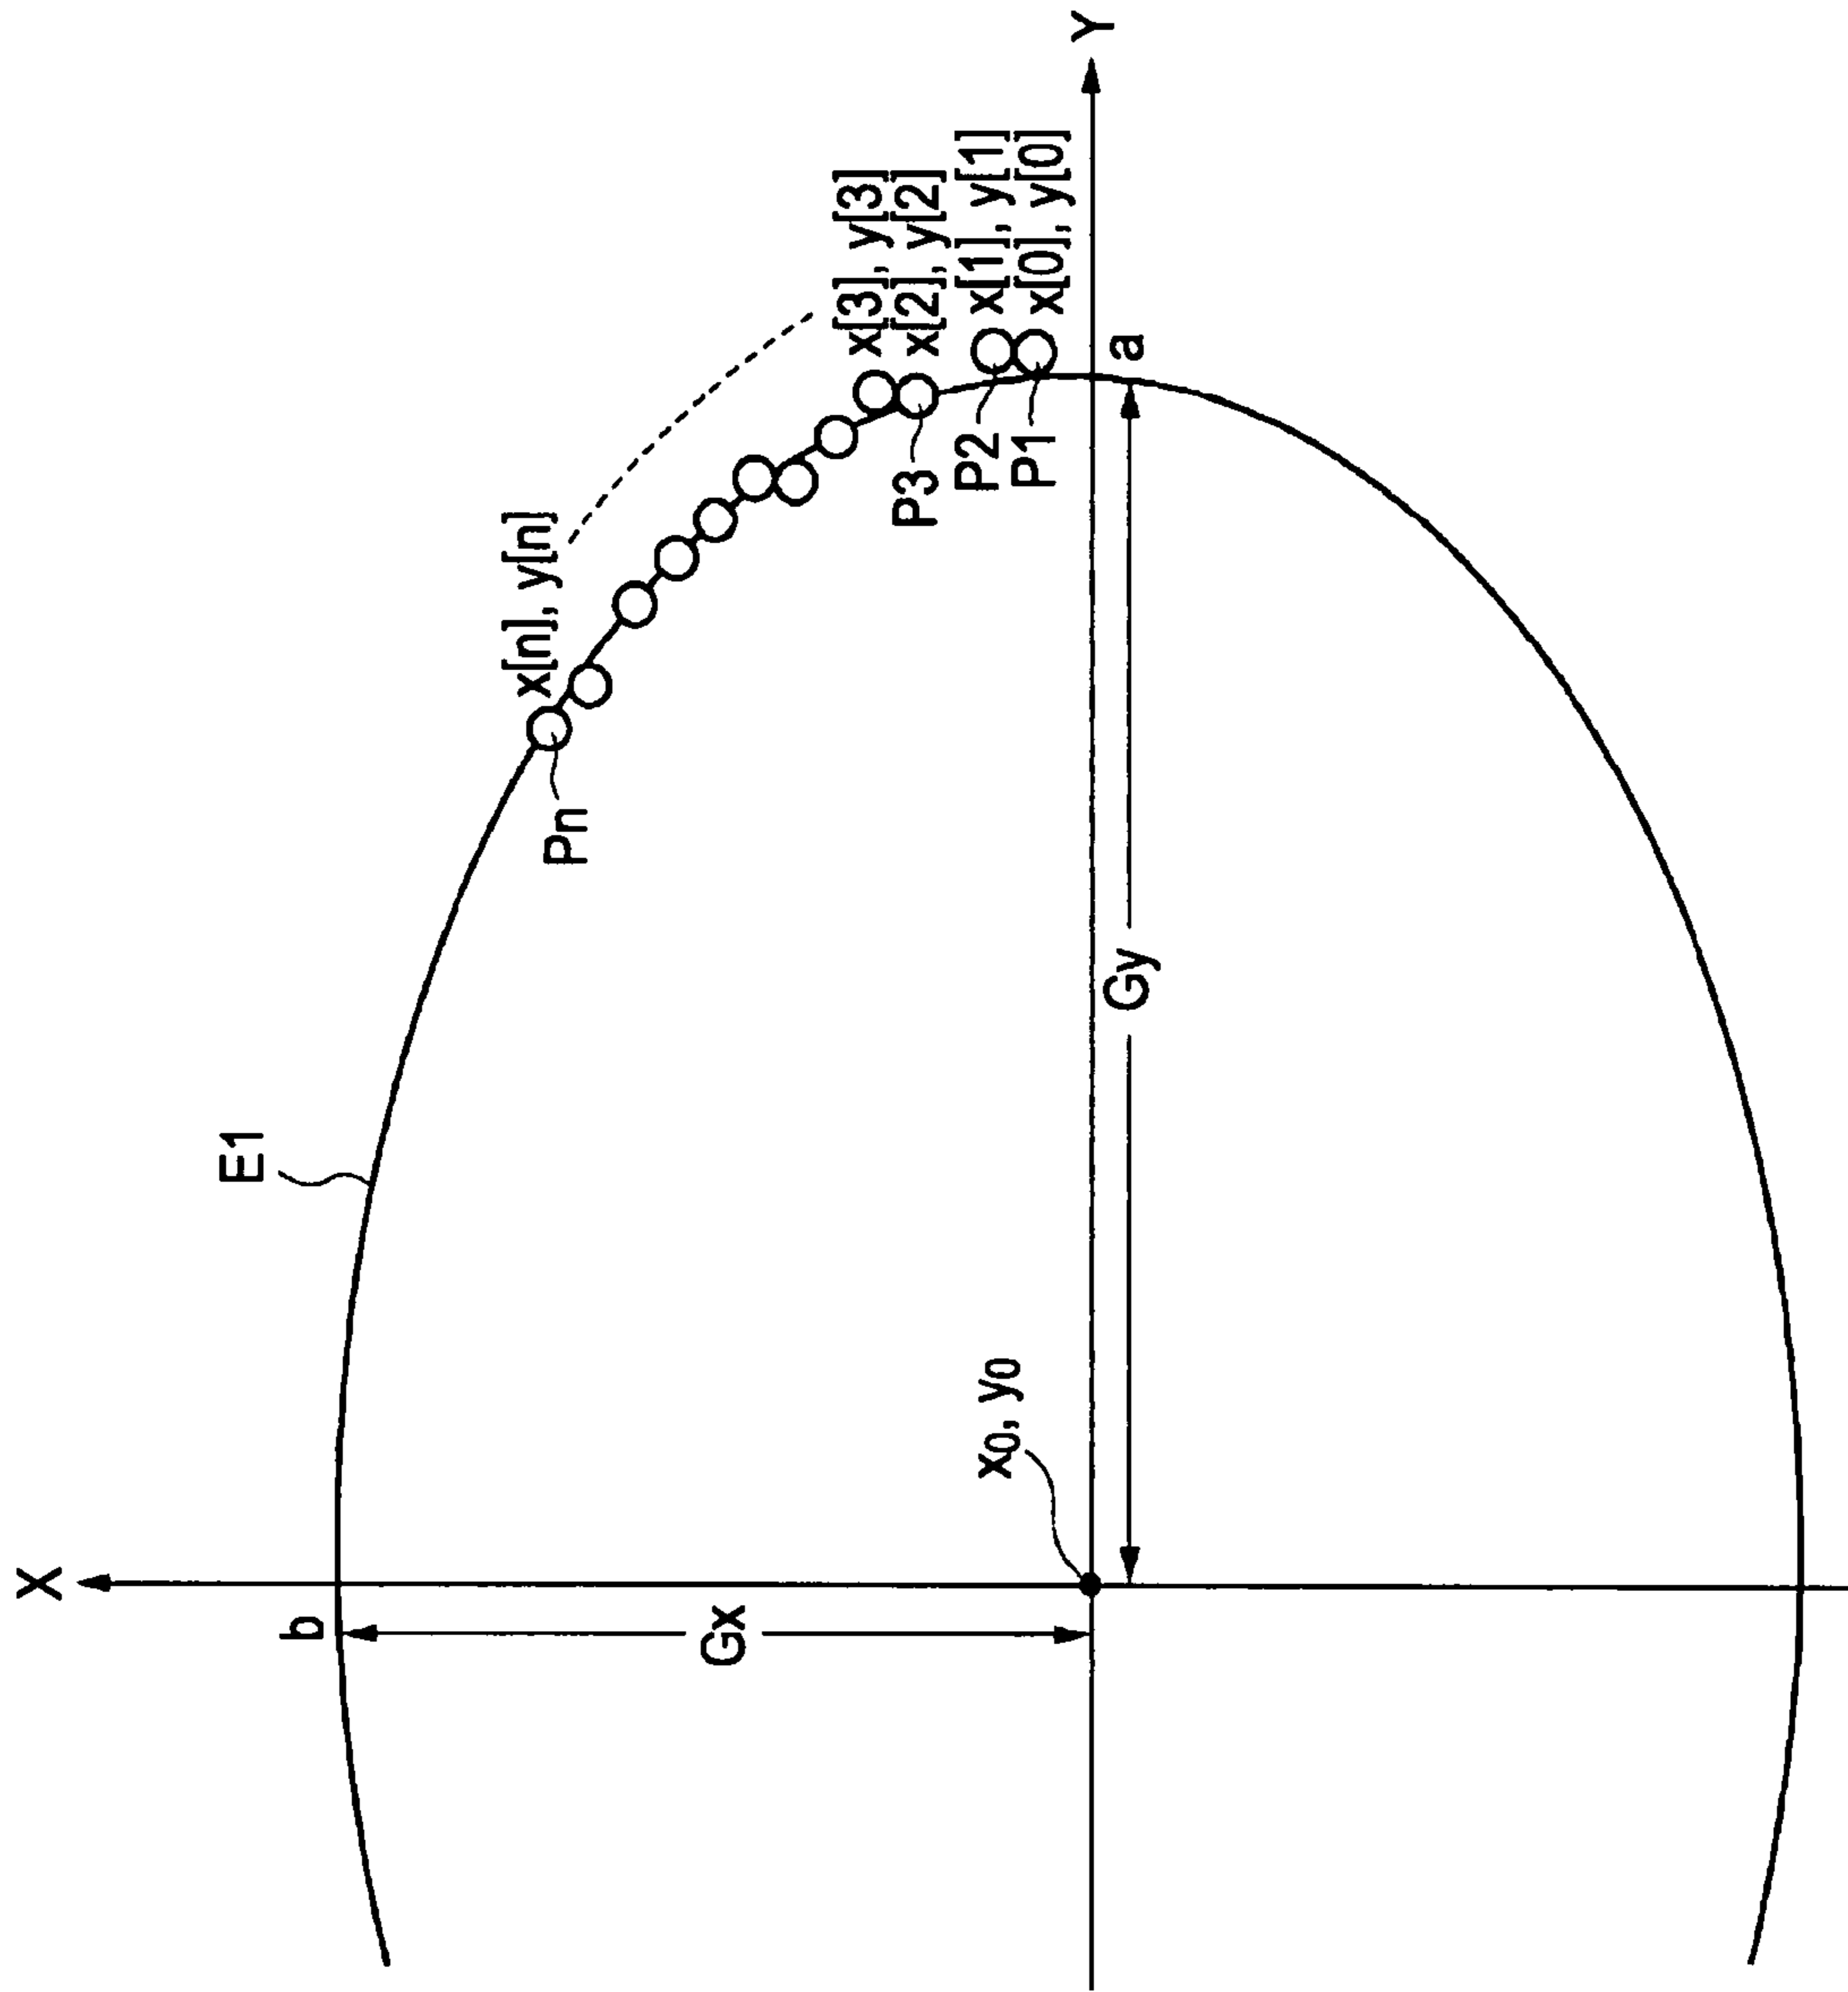 X
b
E1
Gx
x[n], y[n]
Pn
x[3], y[3]
x[2], y[2]
P3
x[1], y[1]
x[0], y[0]
P2
P1
x0, y0
Y
a
Gy